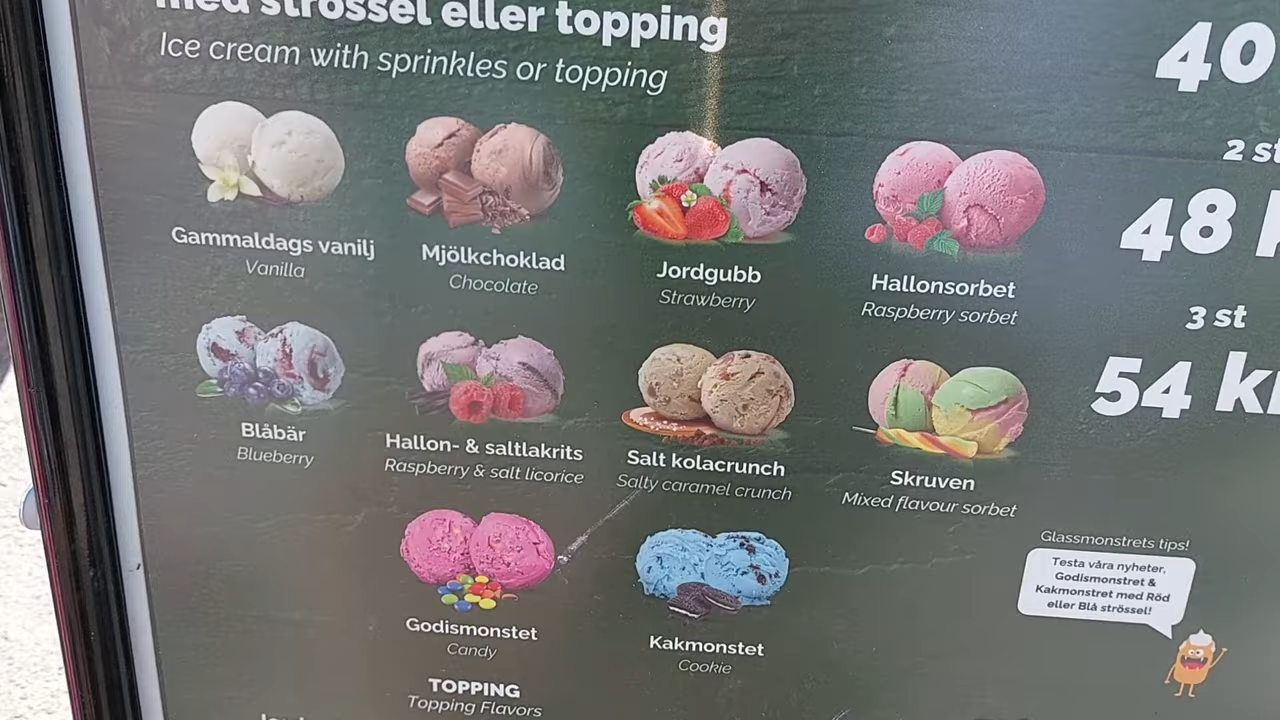 med strössel eller topping
Ice cream with sprinkles or topping
40
Gammaldags vanilj
Vanilla
Mjölkchoklad
Chocolate
Jordgubb
Strawberry
Hallonsorbet
Raspberry sorbet
2 st
48
Blåbär
Blueberry
Hallon- & saltlakrits
Raspberry & salt licorice
Salt kolacrunch
Salty caramel crunch
Skruven
Mixed flavour sorbet
3 st
54 kr
Godismonstet
Candy
Kakmonstet
Cookie
Glassmonstrets tips!
Testa våra nyheter,
Godismonstret &
Kakmonstret med Röd
eller Blå strössel!
TOPPING
Topping Flavors